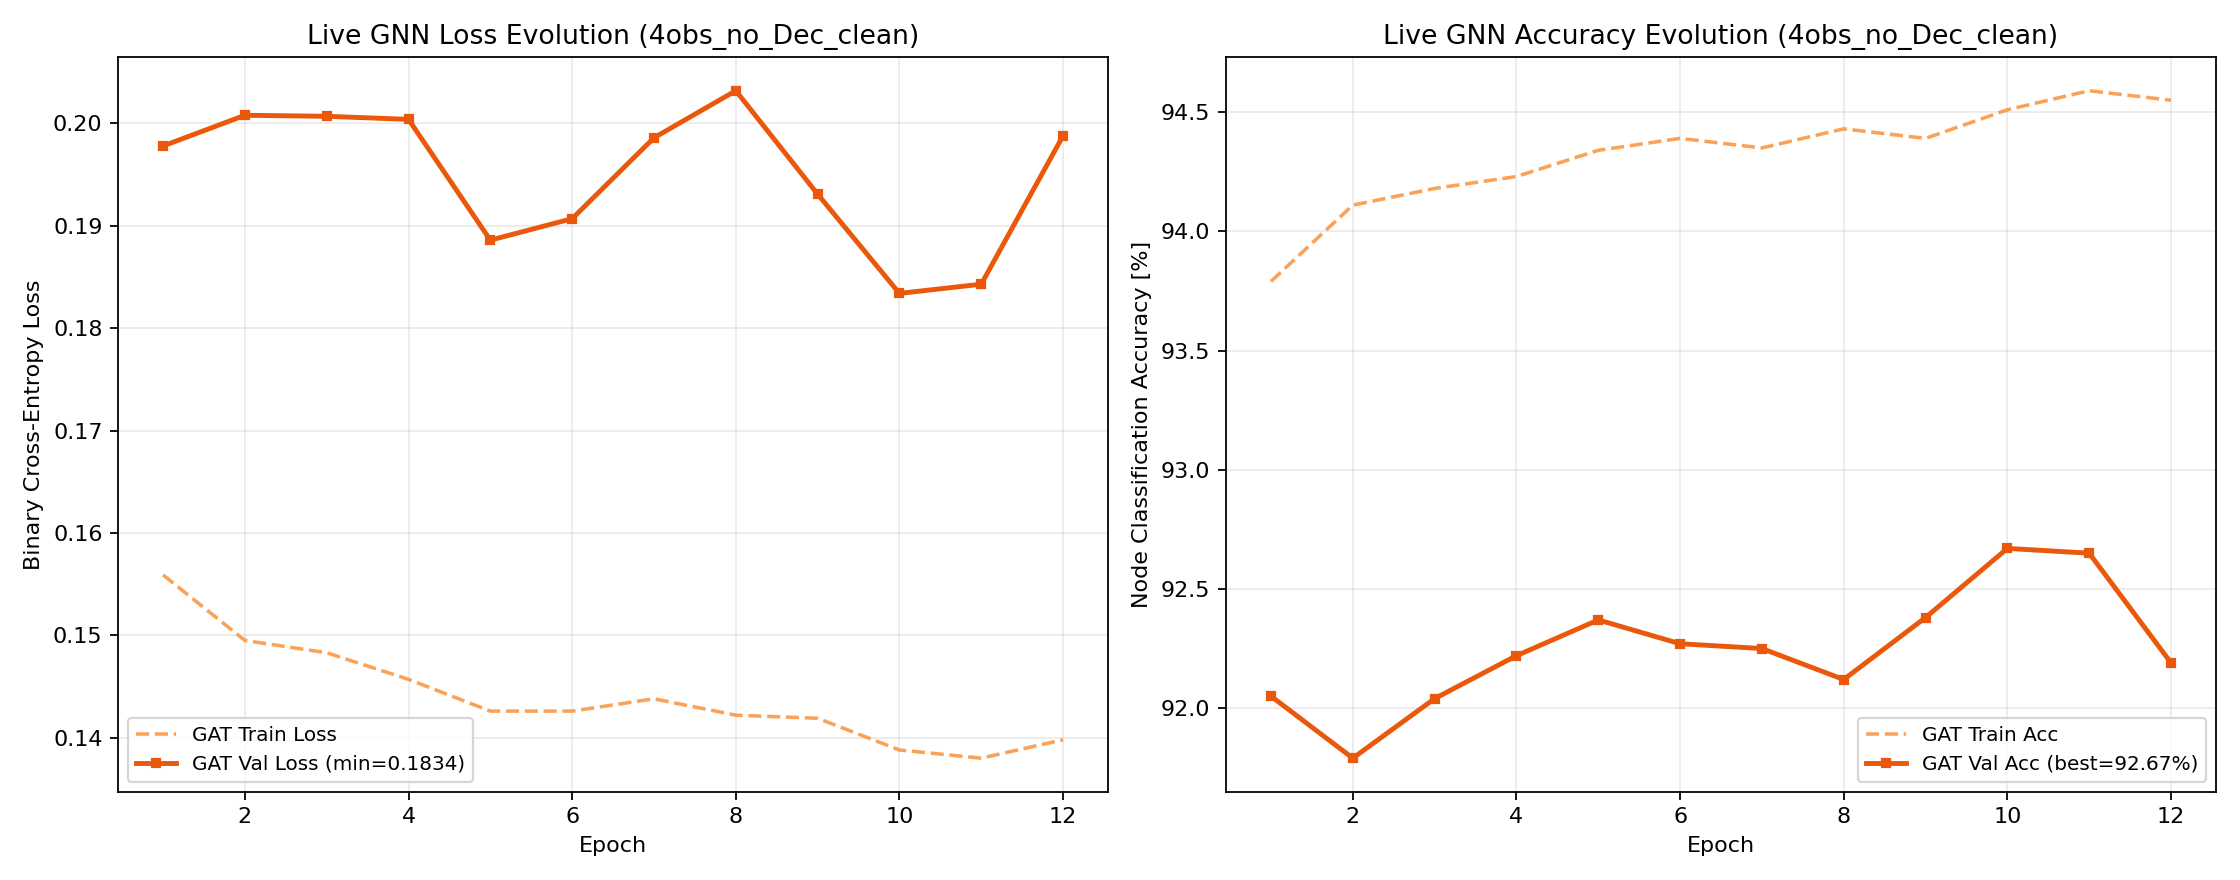 Live GNN Loss Evolution (4obs_no_Dec_clean)
Binary Cross-Entropy Loss
0.20
0.19
0.18
0.17
0.16
0.15
0.14
GAT Train Loss
GAT Val Loss (min=0.1834)
2 4 6 8 10 12
Epoch
Live GNN Accuracy Evolution (4obs_no_Dec_clean)
Node Classification Accuracy [%]
94.5
94.0
93.5
93.0
92.5
92.0
GAT Train Acc
GAT Val Acc (best=92.67%)
2 4 6 8 10 12
Epoch